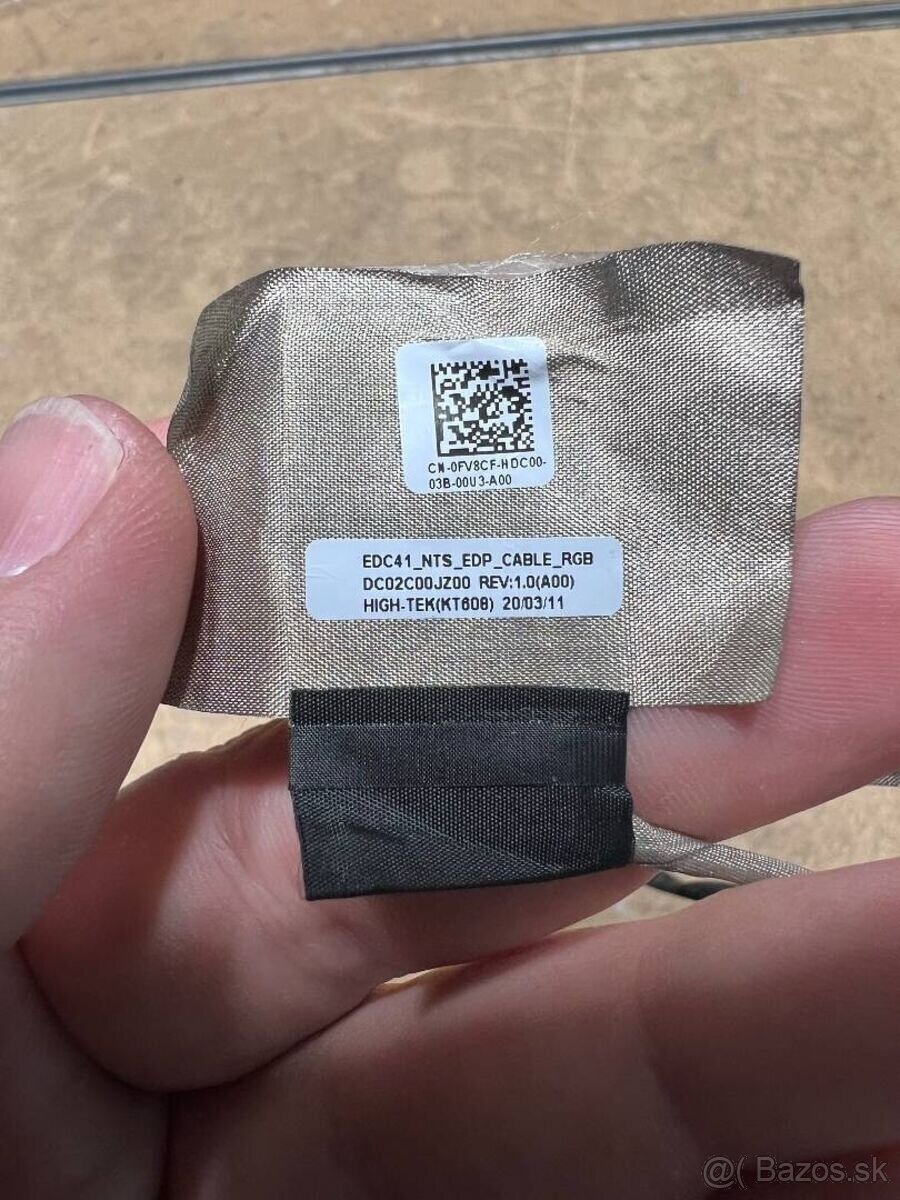 CN-0FV8CF-HDC00-
03B-00U3-A00
EDC41_NTS_EDP_CABLE_RGB
DC02C00JZ00 REV:1.0(A00)
HIGH-TEK(KT608) 20/03/11
@( Bazos.sk